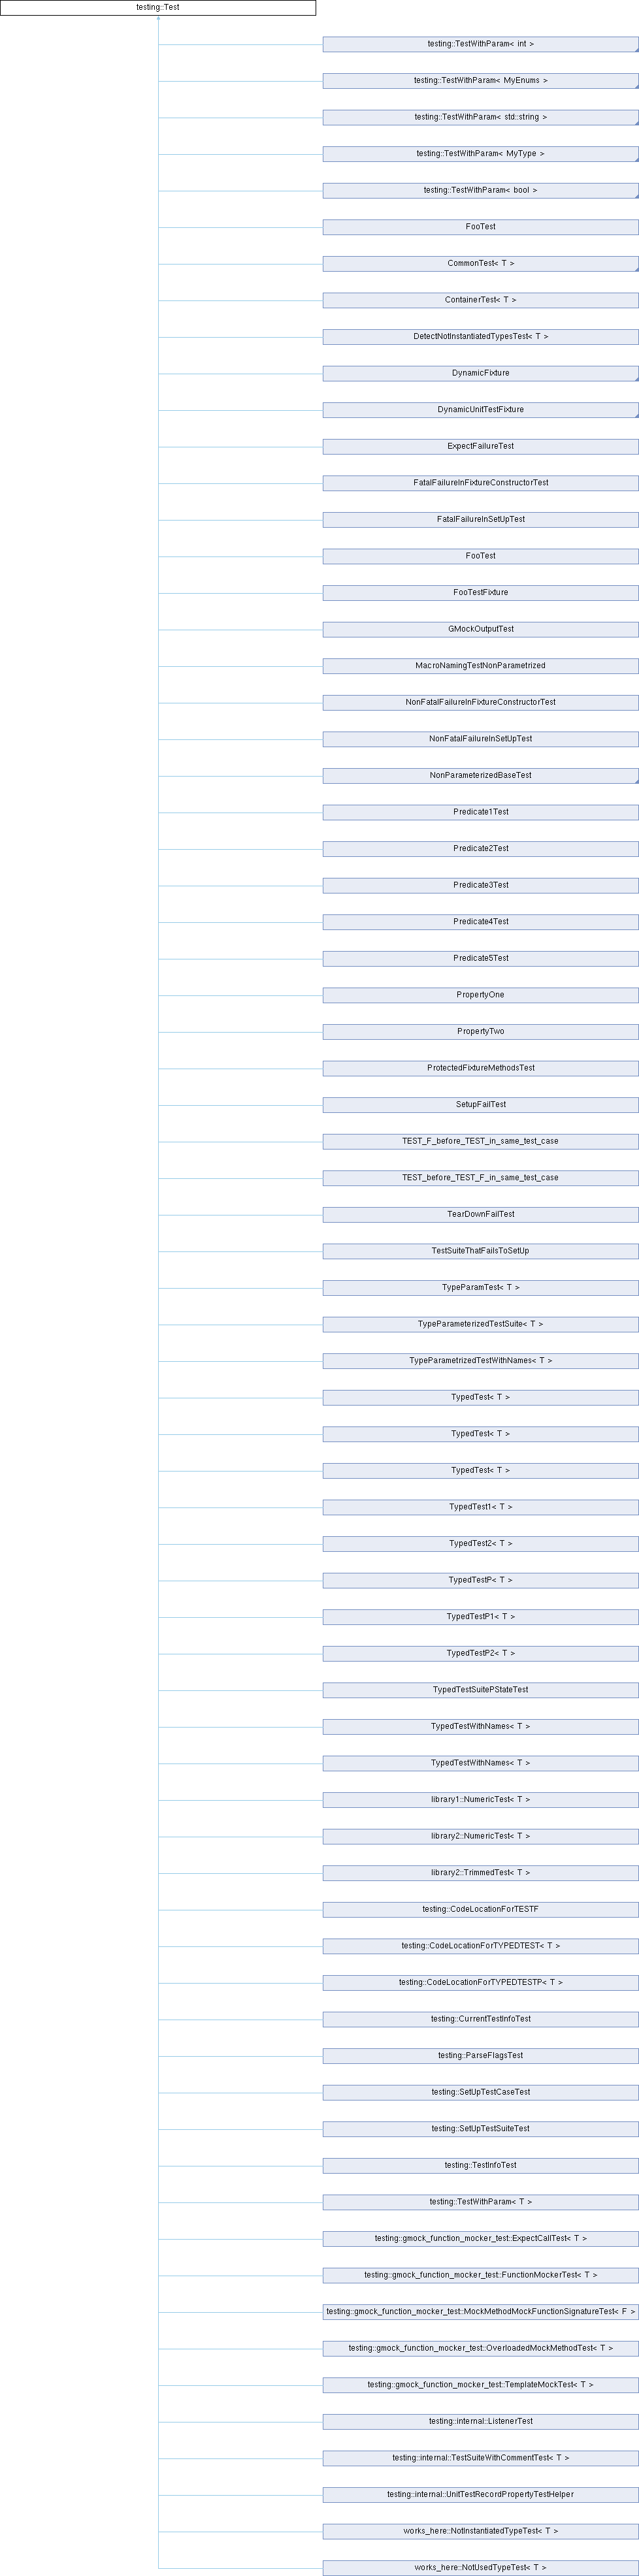 testing::Test
testing::TestWithParam< int >
testing::TestWithParam< MyEnums >
testing::TestWithParam< std::string >
testing::TestWithParam< MyType >
testing::TestWithParam< bool >
FooTest
CommonTest< T >
ContainerTest< T >
DetectNotInstantiatedTypesTest< T >
DynamicFixture
DynamicUnitTestFixture
ExpectFailureTest
FatalFailureInFixtureConstructorTest
FatalFailureInSetUpTest
FooTest
FooTestFixture
GMockOutputTest
MacroNamingTestNonParametrized
NonFatalFailureInFixtureConstructorTest
NonFatalFailureInSetUpTest
NonParameterizedBaseTest
Predicate1Test
Predicate2Test
Predicate3Test
Predicate4Test
Predicate5Test
PropertyOne
PropertyTwo
ProtectedFixtureMethodsTest
SetupFailTest
TEST_F_before_TEST_in_same_test_case
TEST_before_TEST_F_in_same_test_case
TearDownFailTest
TestSuiteThatFailsToSetUp
TypeParamTest< T >
TypeParameterizedTestSuite< T >
TypeParametrizedTestWithNames< T >
TypedTest< T >
TypedTest< T >
TypedTest< T >
TypedTest1< T >
TypedTest2< T >
TypedTestP< T >
TypedTestP1< T >
TypedTestP2< T >
TypedTestSuitePStateTest
TypedTestWithNames< T >
TypedTestWithNames< T >
library1::NumericTest< T >
library2::NumericTest< T >
library2::TrimmedTest< T >
testing::CodeLocationForTESTF
testing::CodeLocationForTYPEDTEST< T >
testing::CodeLocationForTYPEDTESTP< T >
testing::CurrentTestInfoTest
testing::ParseFlagsTest
testing::SetUpTestCaseTest
testing::SetUpTestSuiteTest
testing::TestInfoTest
testing::TestWithParam< T >
testing::gmock_function_mocker_test::ExpectCallTest< T >
testing::gmock_function_mocker_test::FunctionMockerTest< T >
testing::gmock_function_mocker_test::MockMethodMockFunctionSignatureTest< F >
testing::gmock_function_mocker_test::OverloadedMockMethodTest< T >
testing::gmock_function_mocker_test::TemplateMockTest< T >
testing::internal::ListenerTest
testing::internal::TestSuiteWithCommentTest< T >
testing::internal::UnitTestRecordPropertyTestHelper
works_here::NotInstantiatedTypeTest< T >
works_here::NotUsedTypeTest< T >